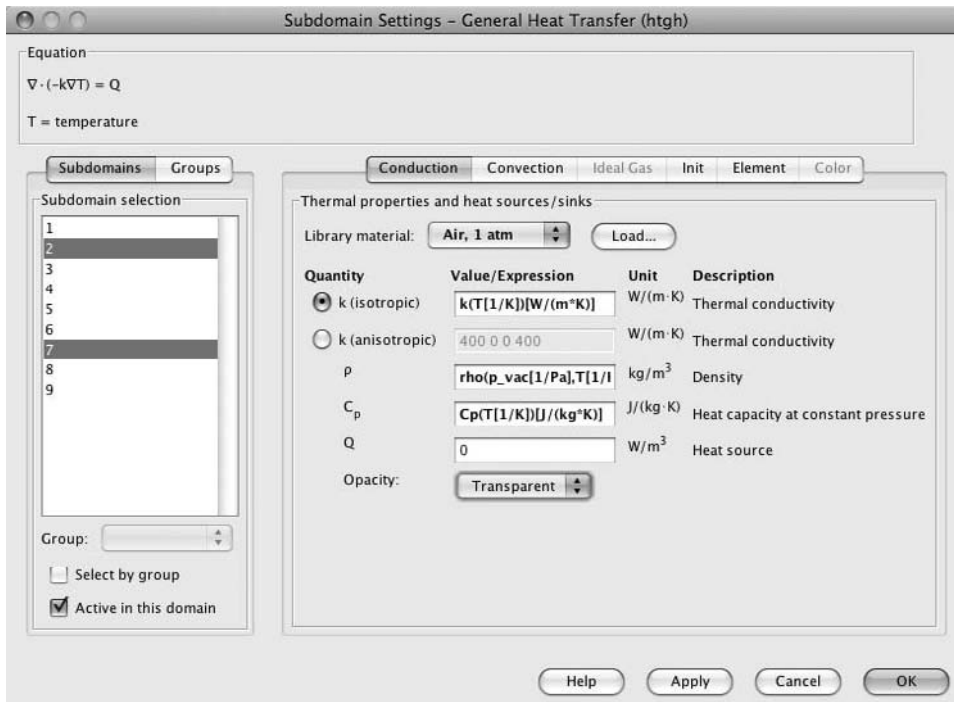 Subdomain Settings – General Heat Transfer (htgh)
Equation
∇·(-k∇T) = Q
T = temperature
Subdomains Groups
Subdomain selection
1
2
3
4
5
6
7
8
9
Group:
Select by group
Active in this domain
Conduction Convection Ideal Gas Init Element Color
Thermal properties and heat sources/sinks
Library material: Air, 1 atm Load...
Quantity Value/Expression Unit Description
k (isotropic) k(T[1/K])[W/(m*K)] W/(m·K) Thermal conductivity
k (anisotropic) 400 0 0 400 W/(m·K) Thermal conductivity
ρ rho(p_vac[1/Pa],T[1/ kg/m³ Density
Cp Cp(T[1/K])[J/(kg*K)] J/(kg·K) Heat capacity at constant pressure
Q 0 W/m³ Heat source
Opacity: Transparent
Help Apply Cancel OK